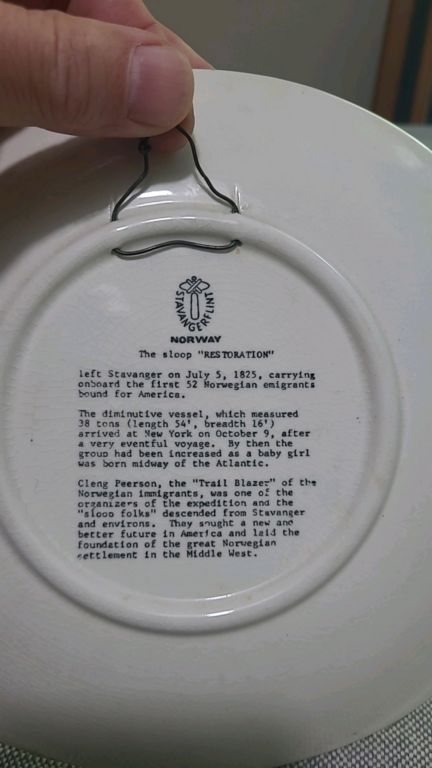 STAVANGERFLINT
NORWAY
The sloop "RESTORATION"
left Stavanger on July 5, 1825, carrying
onboard the first 52 Norwegian emigrants
bound for America.
The diminutive vessel, which measured
38 tons (length 54', breadth 16')
arrived at New York on October 9, after
a very eventful voyage. By then the
group had been increased as a baby girl
was born midway of the Atlantic.
Cleng Peerson, the "Trail Blazer" of the
Norwegian immigrants, was one of the
organizers of the expedition and the
"sloop folks" descended from Stavanger
and environs. They sought a new and
better future in America and laid the
foundation of the great Norwegian
settlement in the Middle West.